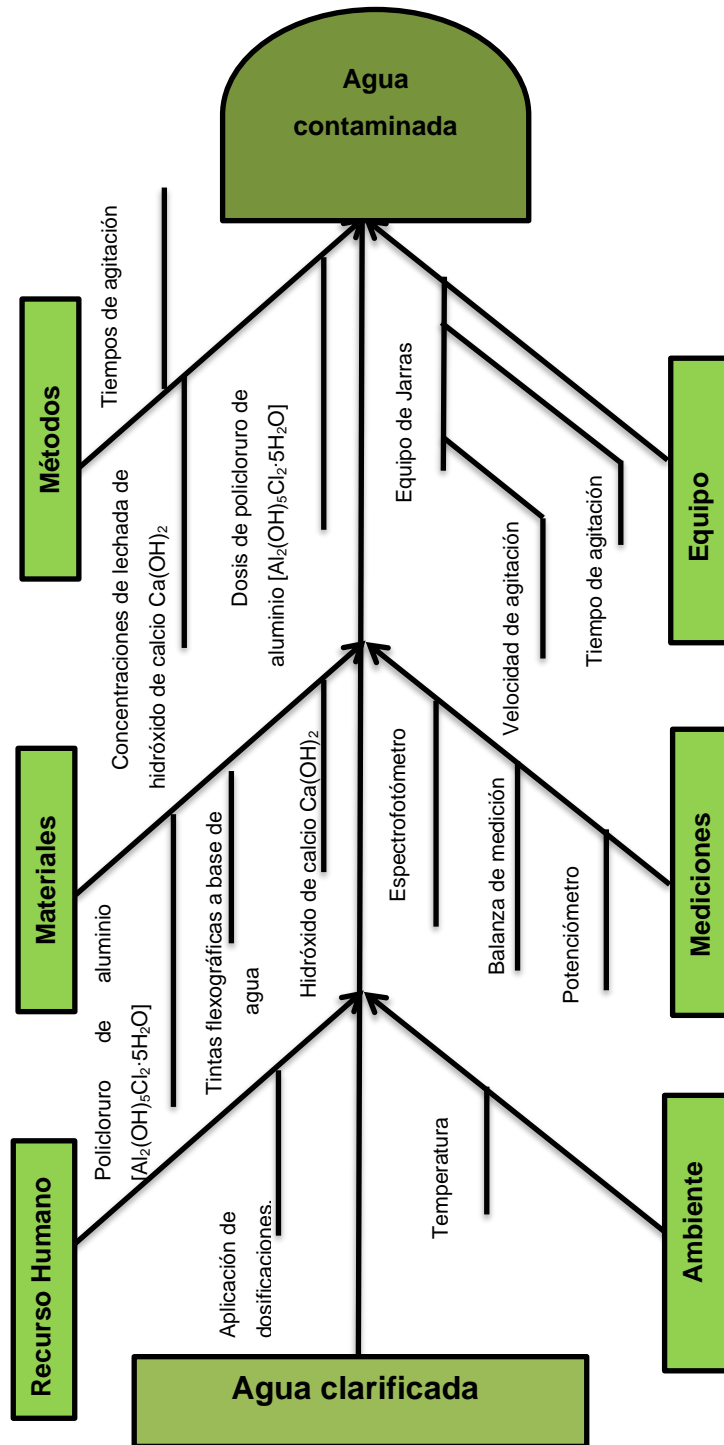 Agua
contaminada
Métodos
Tiempos de agitación
Concentraciones de lechada de
hidróxido de calcio Ca(OH)₂
Dosis de policloruro de
aluminio [Al₂(OH)₅Cl₂·5H₂O]
Equipo de Jarras
Velocidad de agitación
Tiempo de agitación
Equipo
Materiales
Policloruro de aluminio
[Al₂(OH)₅Cl₂·5H₂O]
Tintas flexográficas a base de
agua
Hidróxido de calcio Ca(OH)₂
Espectrofotómetro
Balanza de medición
Potenciómetro
Mediciones
Recurso Humano
Aplicación de
dosificaciones.
Temperatura
Ambiente
Agua clarificada